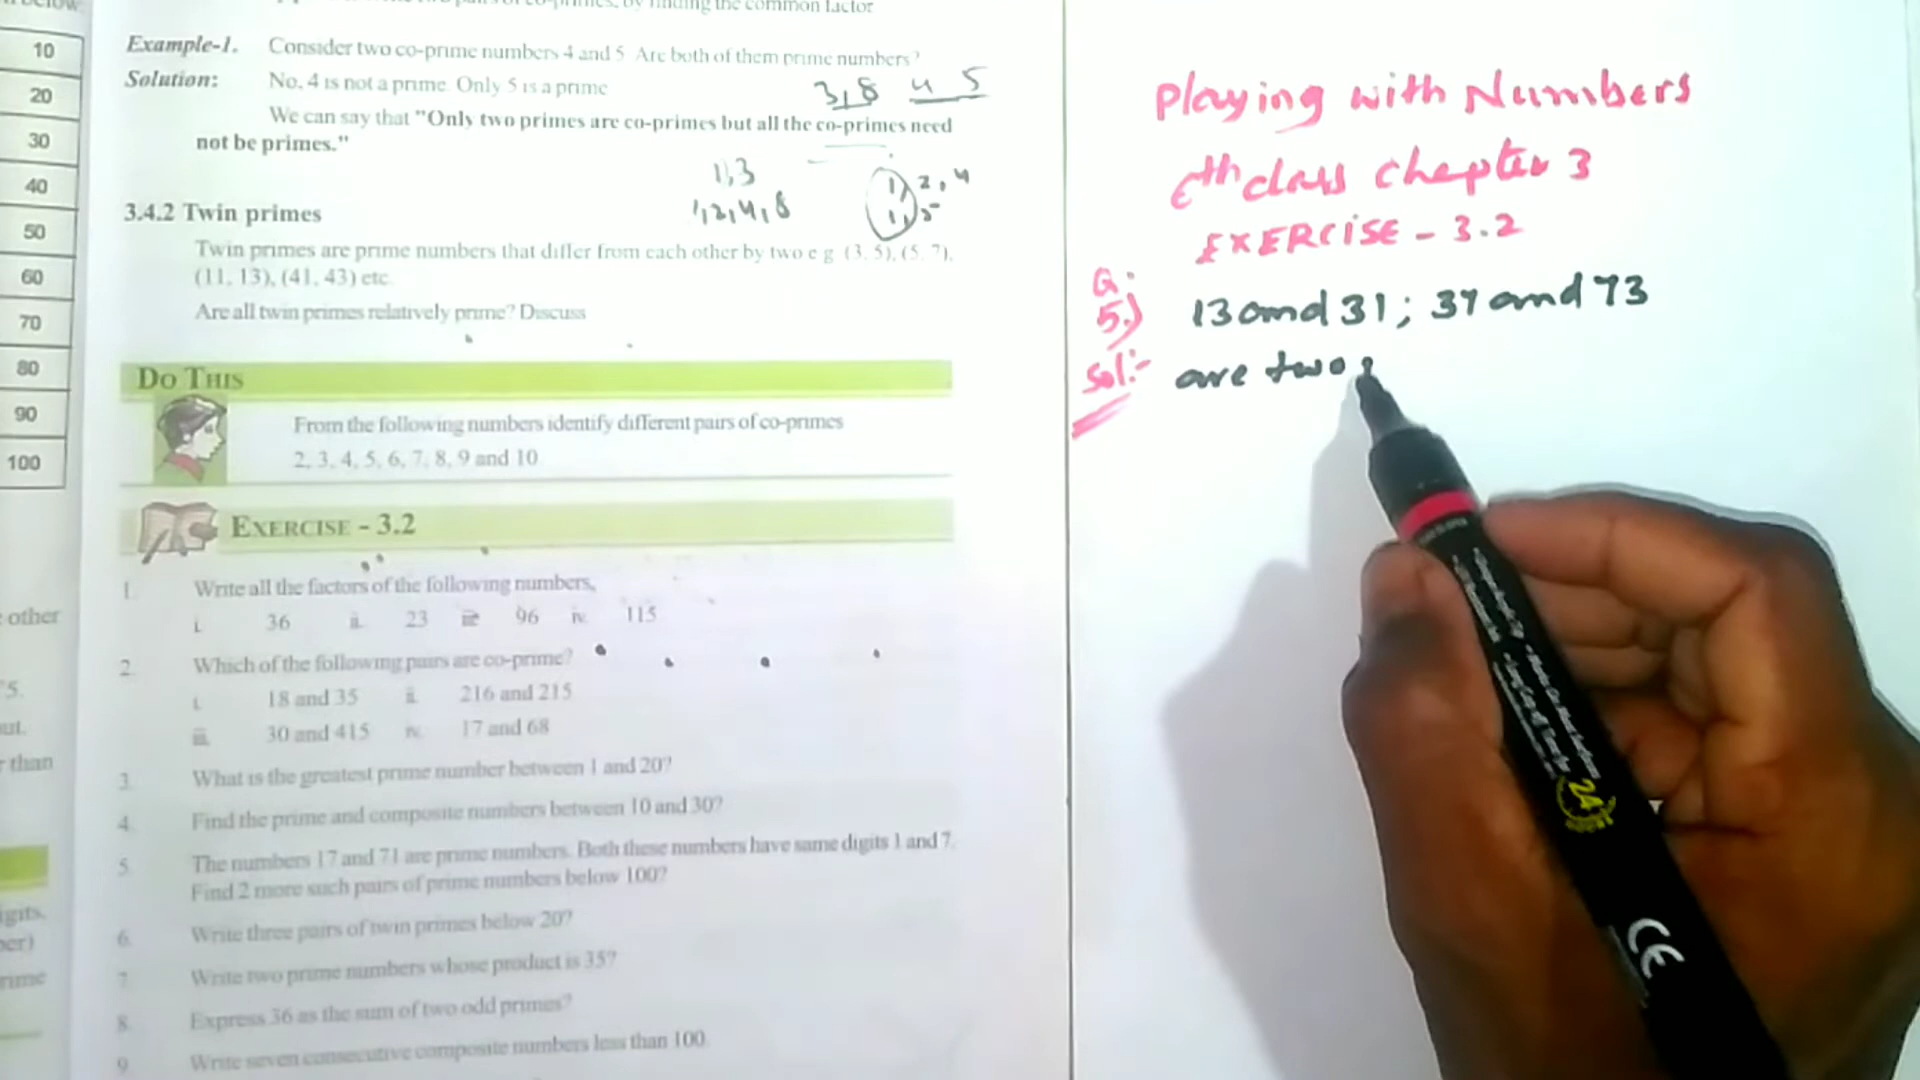 below
10
20
30
40
50
60
70
80
90
100
other
than
finding the common factor
Example-1. Consider two co-prime numbers 4 and 5 Are both of them prime numbers?
Solution: No, 4 is not a prime. Only 5 is a prime
3,8 4 5
We can say that "Only two primes are co-primes but all the co-primes need
not be primes."
1,3
1,2,4,8
1,2,4
1,5
3.4.2 Twin primes
Twin primes are prime numbers that differ from each other by two e g (3, 5), (5, 7),
(11, 13), (41, 43) etc.
Are all twin primes relatively prime? Discuss
DO THIS
From the following numbers identify different pairs of co-primes
2, 3, 4, 5, 6, 7, 8, 9 and 10
EXERCISE - 3.2
1. Write all the factors of the following numbers,
i. 36 ii. 23 iii 96 iv. 115
2. Which of the following pairs are co-prime?
i. 18 and 35 ii. 216 and 215
iii. 30 and 415 iv. 17 and 68
3. What is the greatest prime number between 1 and 20?
4. Find the prime and composite numbers between 10 and 30?
5. The numbers 17 and 71 are prime numbers. Both these numbers have same digits 1 and 7.
Find 2 more such pairs of prime numbers below 100?
6. Write three pairs of twin primes below 20?
7. Write two prime numbers whose product is 35?
8. Express 36 as the sum of two odd primes?
9. Write seven consecutive composite numbers less than 100.
Playing with Numbers
6th class chapter 3
EXERCISE - 3.2
Q.
5.) 13 and 31; 37 and 73
Sol:- are two
24
CE